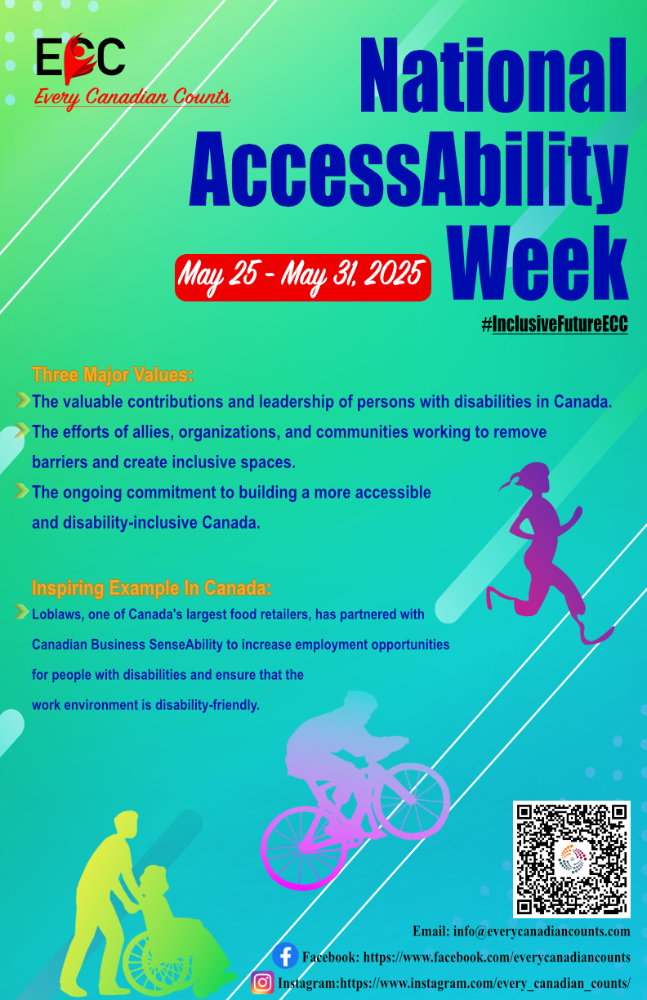 ECC
Every Canadian Counts
National
AccessAbility
Week
May 25 - May 31, 2025
#InclusiveFutureECC
Three Major Values:
The valuable contributions and leadership of persons with disabilities in Canada.
The efforts of allies, organizations, and communities working to remove
barriers and create inclusive spaces.
The ongoing commitment to building a more accessible
and disability-inclusive Canada.
Inspiring Example In Canada:
Loblaws, one of Canada's largest food retailers, has partnered with
Canadian Business SenseAbility to increase employment opportunities
for people with disabilities and ensure that the
work environment is disability-friendly.
Email: info@everycanadiancounts.com
Facebook: https://www.facebook.com/everycanadiancounts
Instagram:https://www.instagram.com/every_canadian_counts/